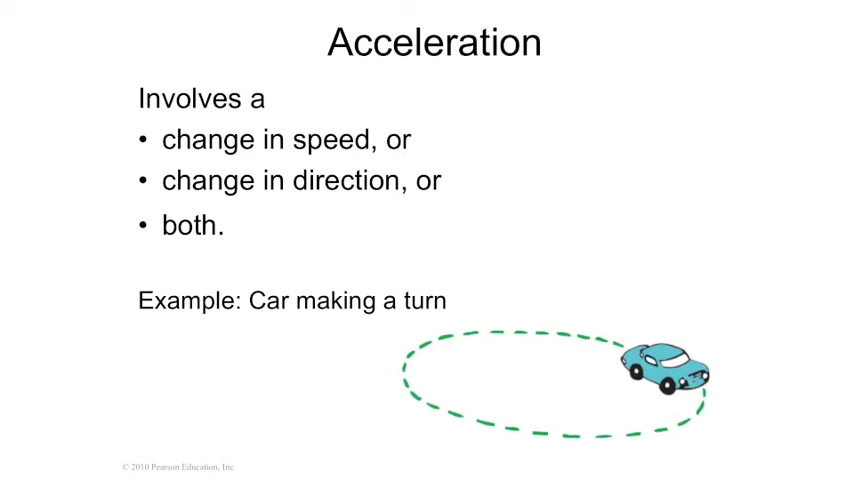 Acceleration
Involves a
• change in speed, or
• change in direction, or
• both.
Example: Car making a turn
© 2010 Pearson Education, Inc.